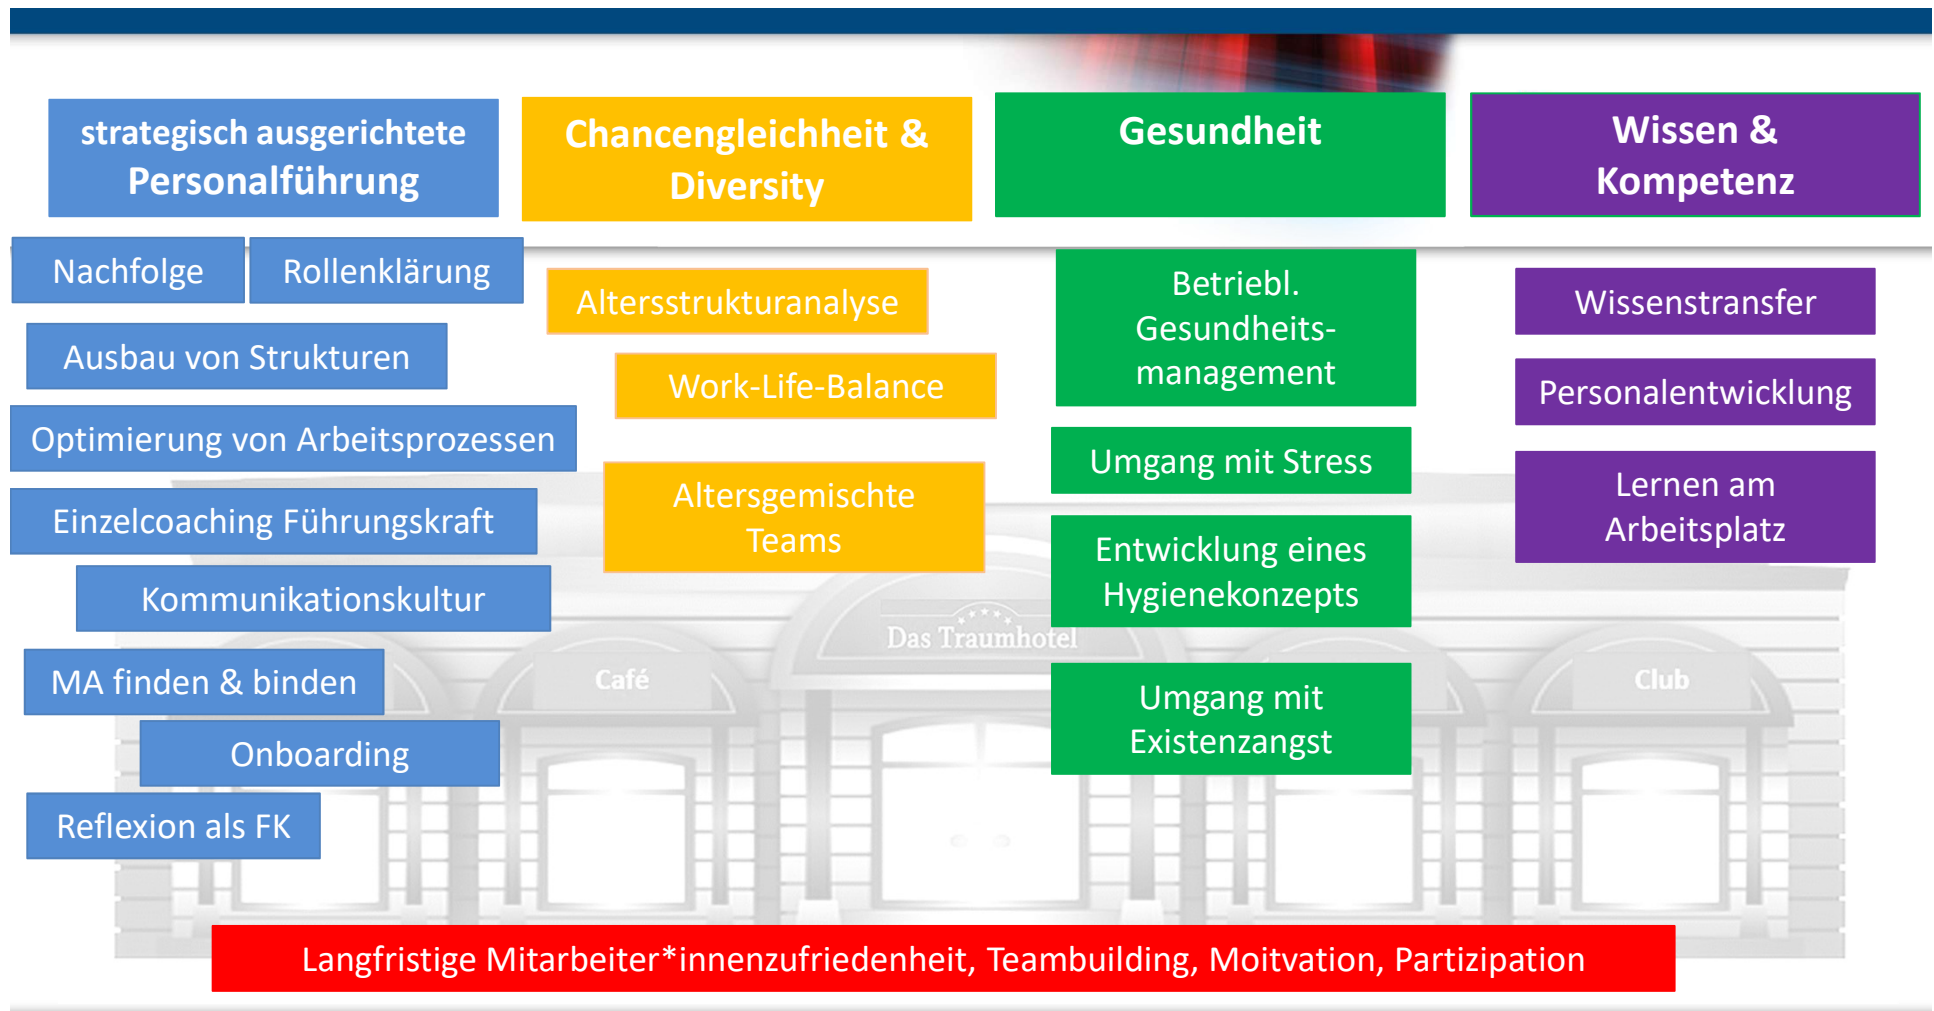 strategisch ausgerichtete
Personalführung
Chancengleichheit &
Diversity
Gesundheit
Wissen &
Kompetenz
Nachfolge
Rollenklärung
Ausbau von Strukturen
Optimierung von Arbeitsprozessen
Einzelcoaching Führungskraft
Kommunikationskultur
MA finden & binden
Onboarding
Reflexion als FK
Altersstrukturanalyse
Work-Life-Balance
Altersgemischte
Teams
Betriebl.
Gesundheits-
management
Umgang mit Stress
Entwicklung eines
Hygienekonzepts
Umgang mit
Existenzangst
Wissenstransfer
Personalentwicklung
Lernen am
Arbeitsplatz
Café
Das Traumhotel
Club
Langfristige Mitarbeiter*innenzufriedenheit, Teambuilding, Moitvation, Partizipation